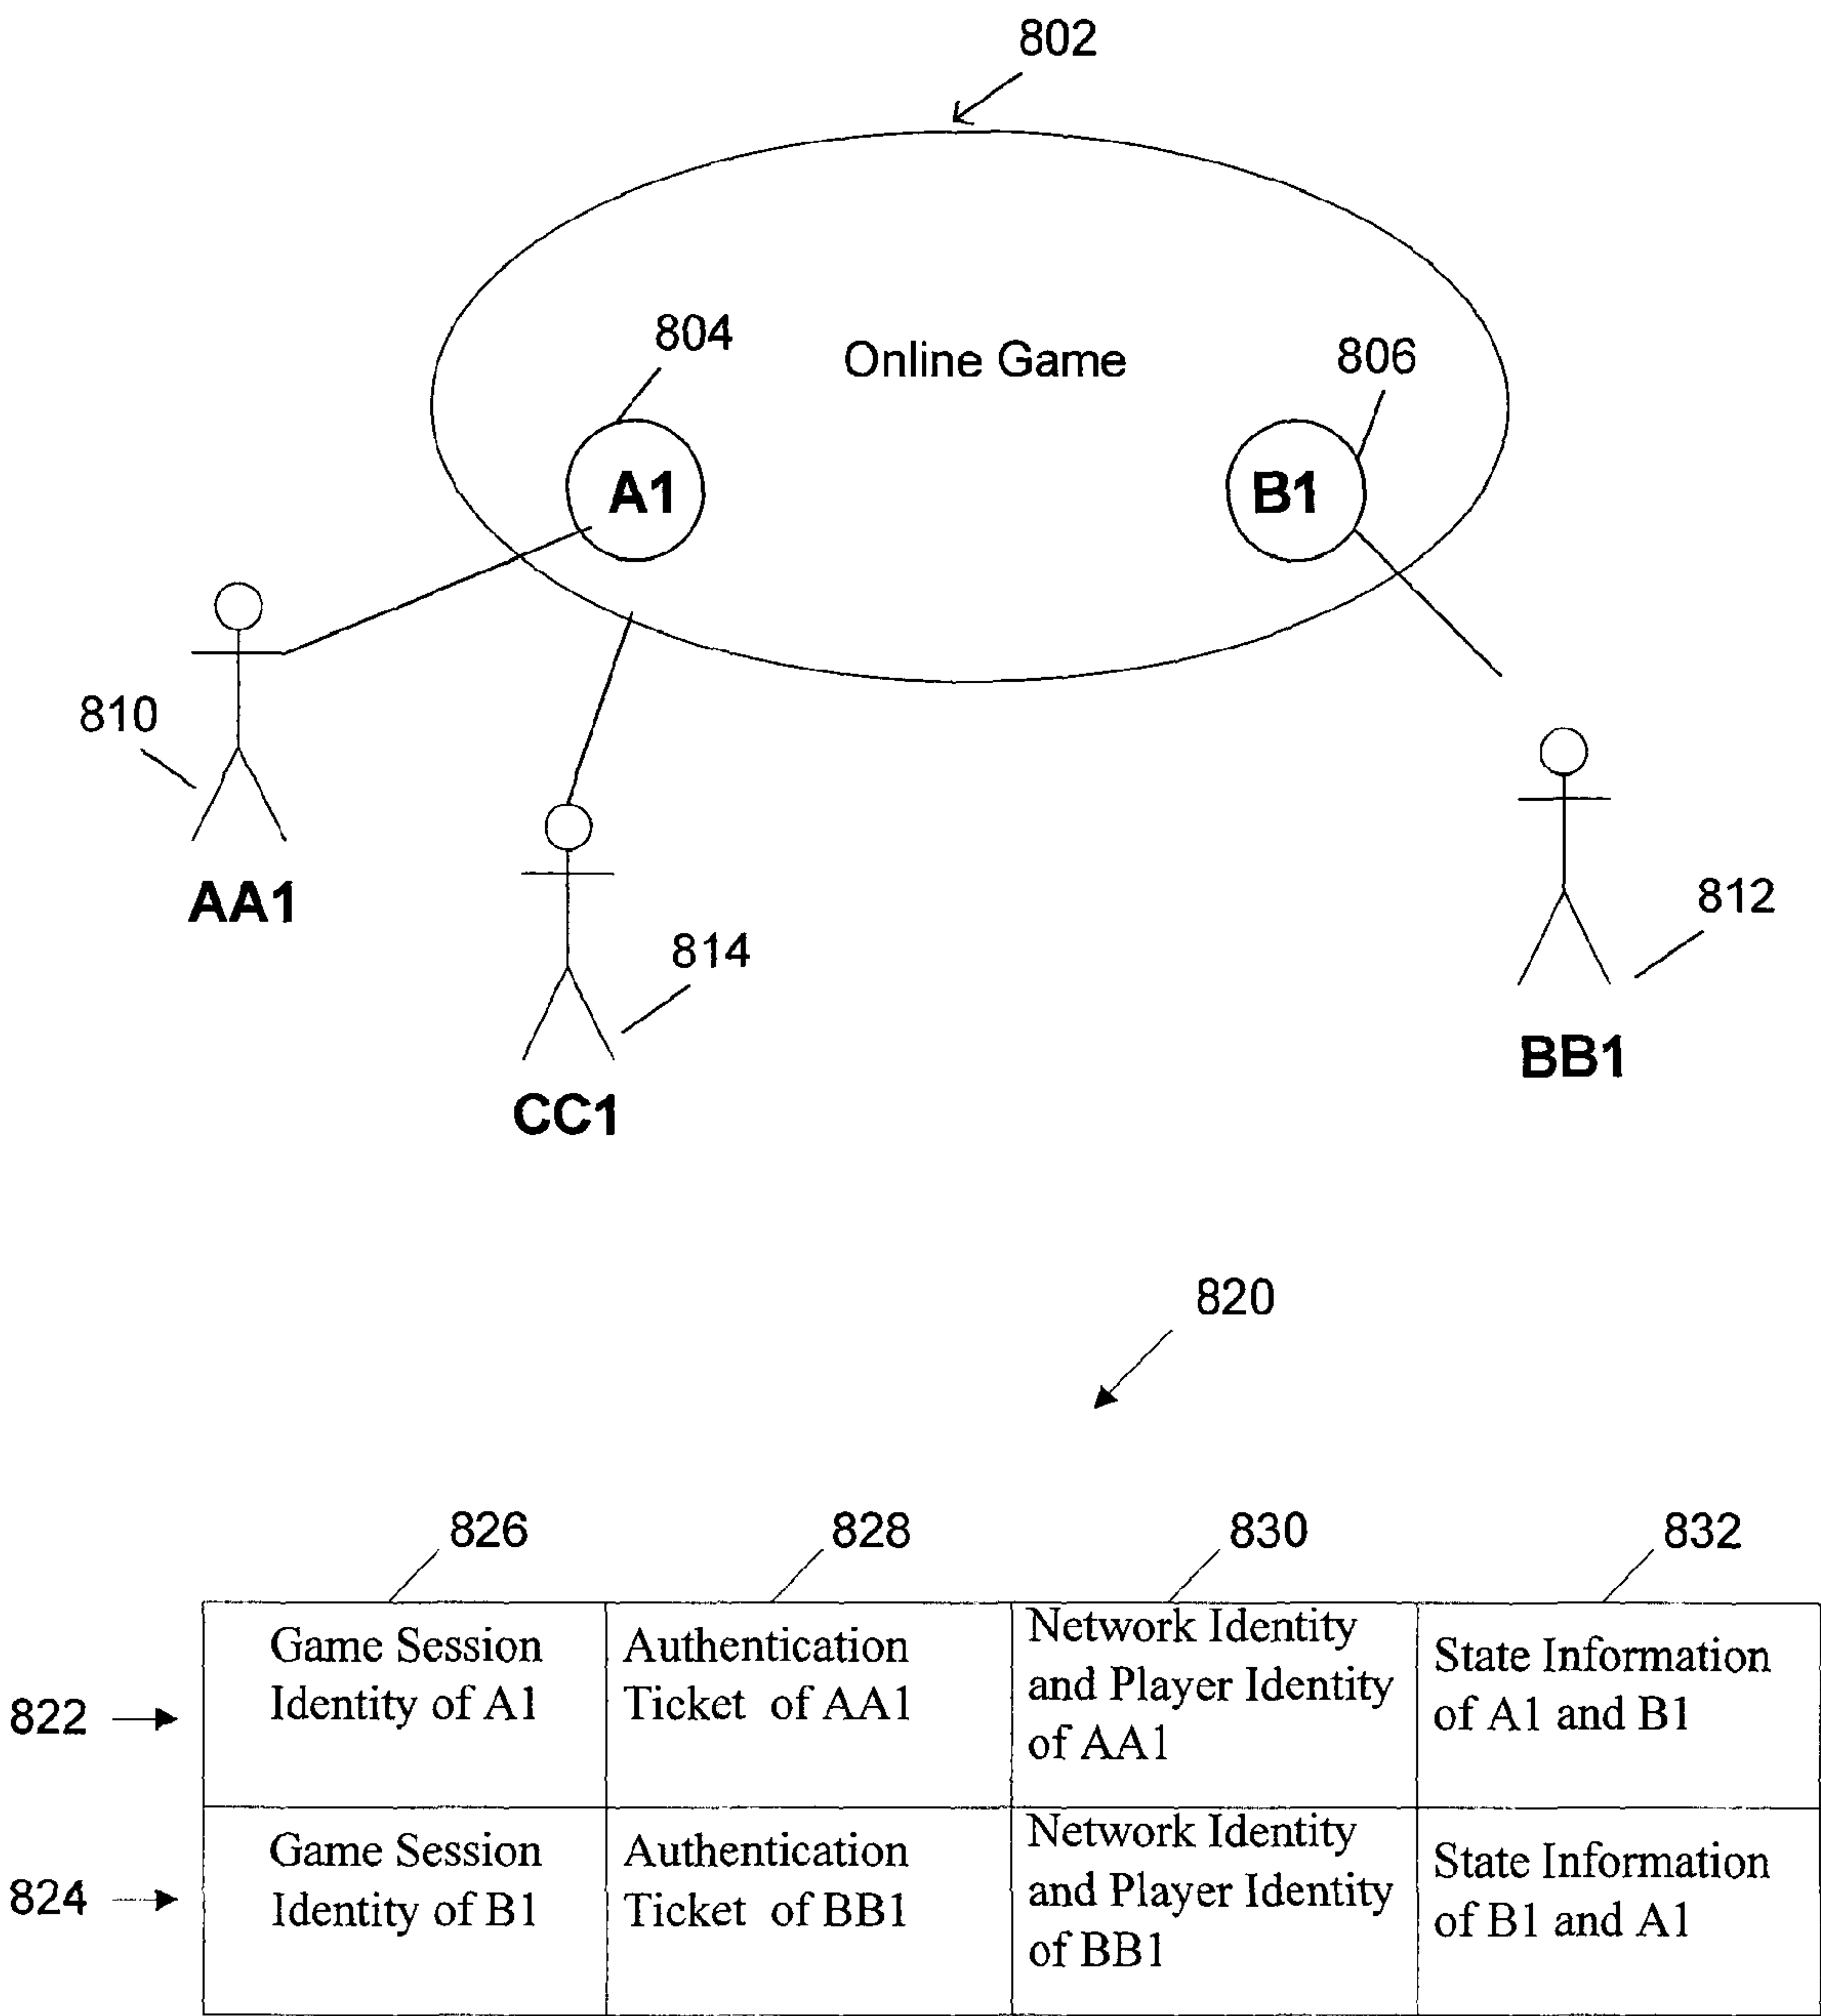 802
804
Online Game
806
A1
B1
810
AA1
814
812
CC1
BB1
820
826
828
830
832
822
Game Session
Identity of A1
Authentication
Ticket of AA1
Network Identity
and Player Identity
of AA1
State Information
of A1 and B1
824
Game Session
Identity of B1
Authentication
Ticket of BB1
Network Identity
and Player Identity
of BB1
State Information
of B1 and A1